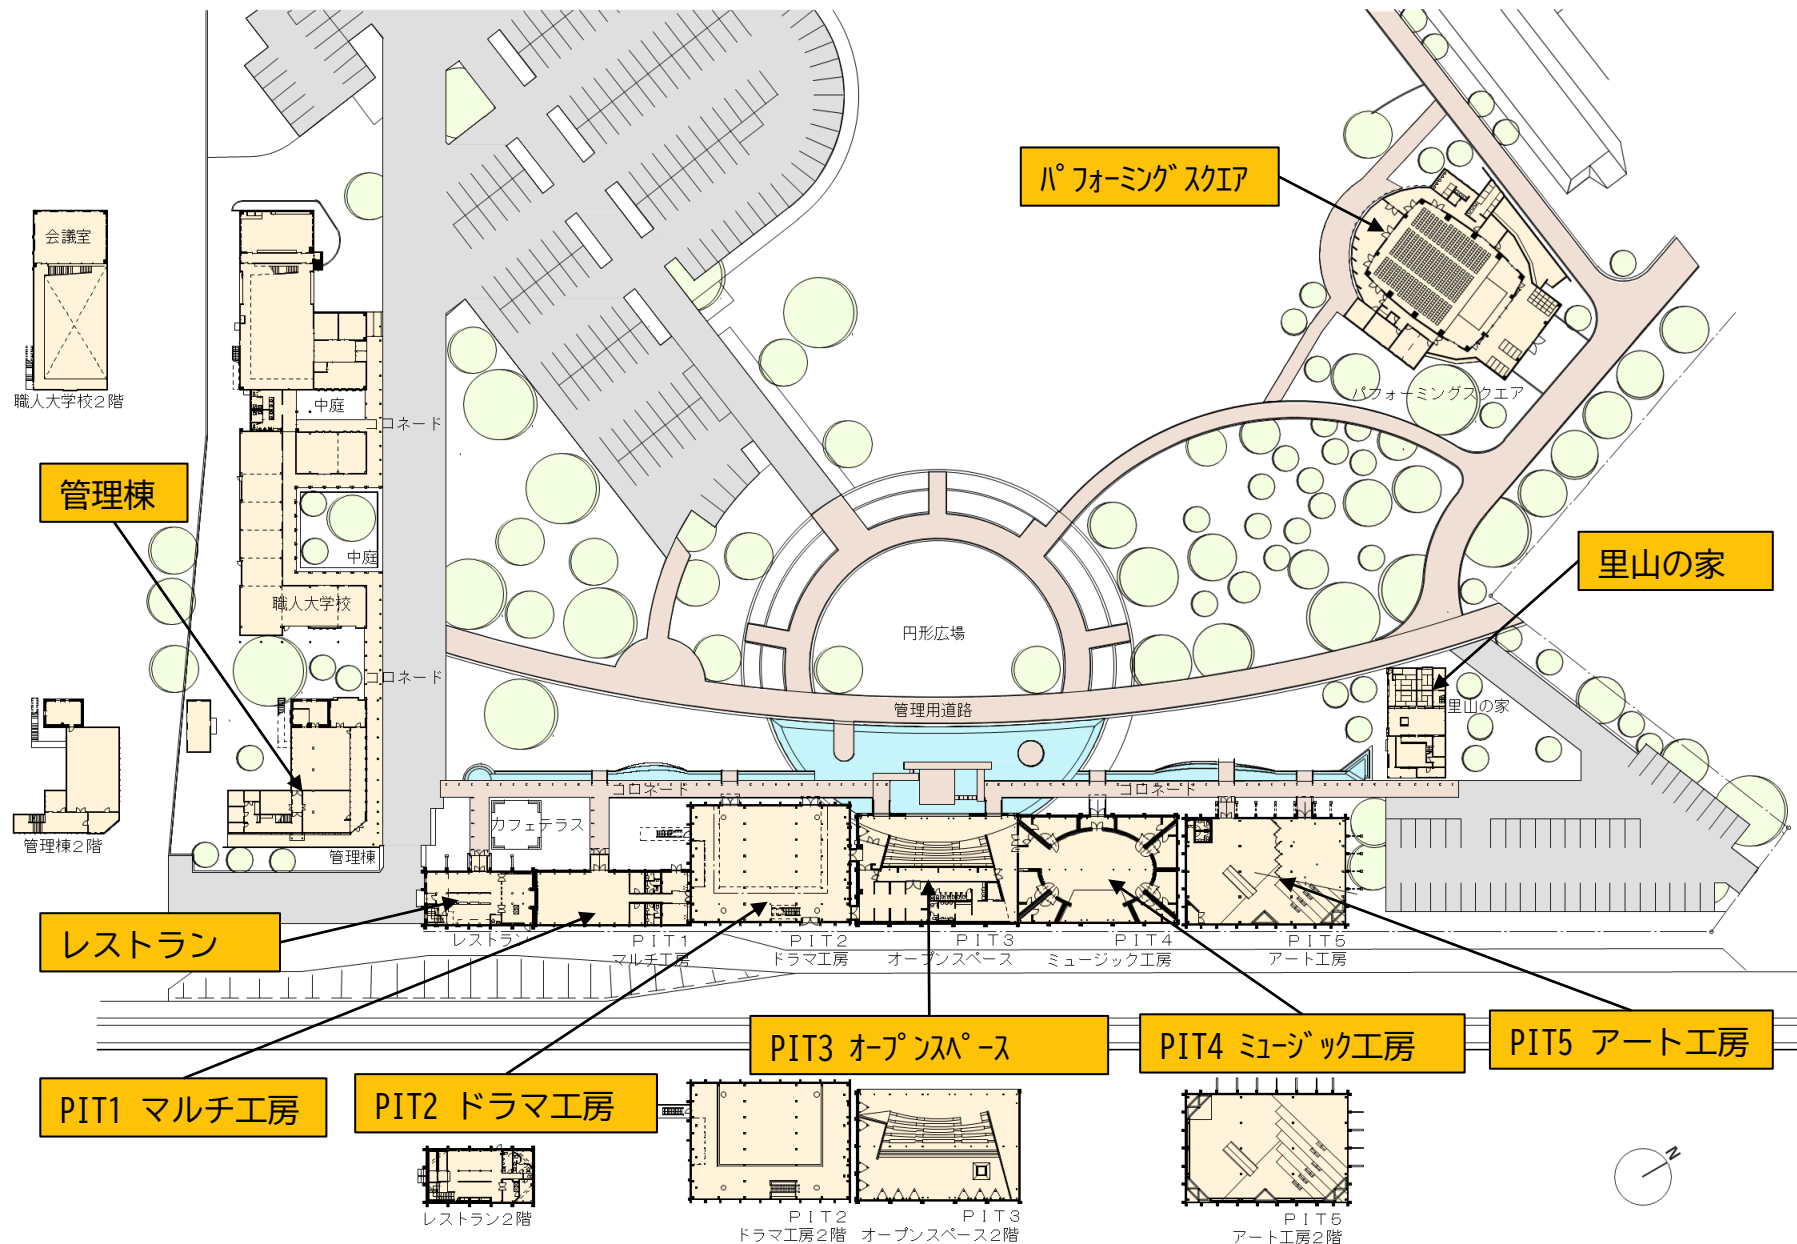 パフォーミングスクエア
会議室
職人大学校2階
中庭
コロネード
パフォーミングスクエア
管理棟
中庭
里山の家
職人大学校
円形広場
コロネード
管理用道路
里山の家
コロネード
コロネード
カフェテラス
管理棟2階
管理棟
レストラン
レストラン
PIT1
マルチ工房
PIT2
ドラマ工房
PIT3
オープンスペース
PIT4
ミュージック工房
PIT5
アート工房
PIT3 オープンスペース
PIT4 ミュージック工房
PIT5 アート工房
PIT1 マルチ工房
PIT2 ドラマ工房
N
レストラン2階
PIT2
ドラマ工房2階
PIT3
オープンスペース2階
PIT5
アート工房2階